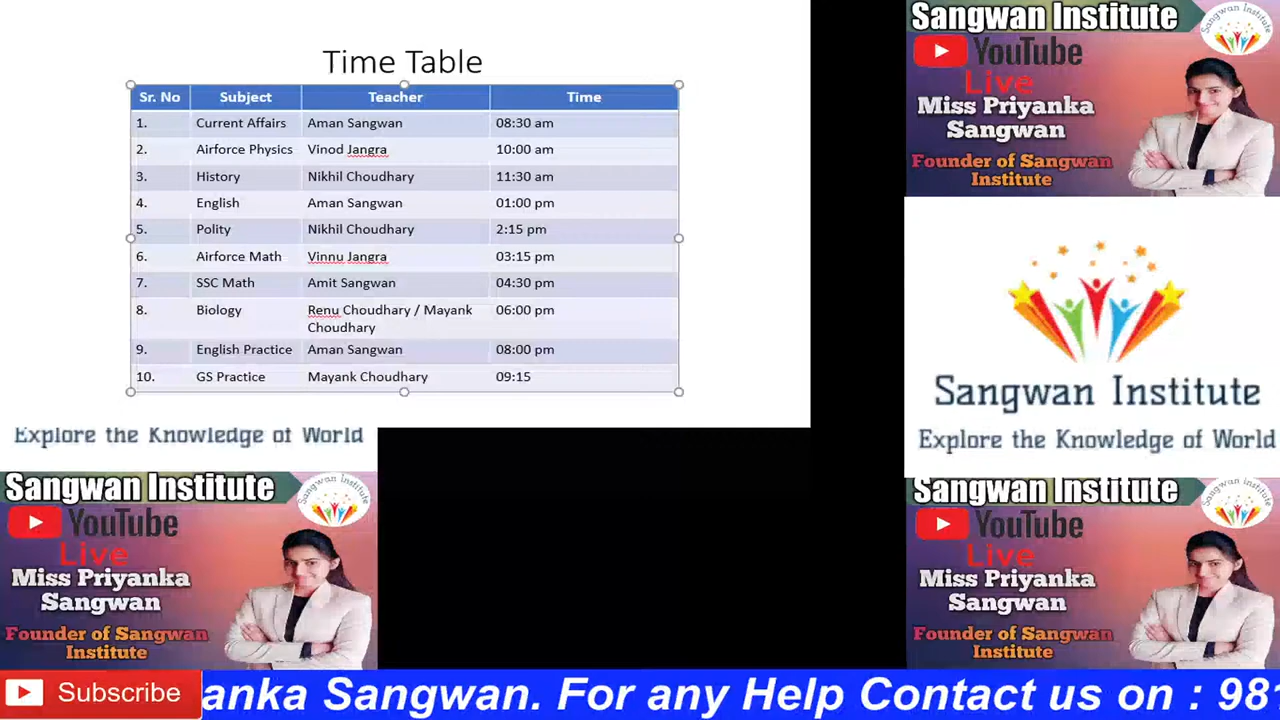 Time Table
Sr. No Subject Teacher Time
1. Current Affairs Aman Sangwan 08:30 am
2. Airforce Physics Vinod Jangra 10:00 am
3. History Nikhil Choudhary 11:30 am
4. English Aman Sangwan 01:00 pm
5. Polity Nikhil Choudhary 2:15 pm
6. Airforce Math Vinnu Jangra 03:15 pm
7. SSC Math Amit Sangwan 04:30 pm
8. Biology Renu Choudhary / Mayank 06:00 pm
Choudhary
9. English Practice Aman Sangwan 08:00 pm
10. GS Practice Mayank Choudhary 09:15
Explore the Knowledge of World
Sangwan Institute
Sangwan Institute
YouTube
Live
Miss Priyanka
Sangwan
Founder of Sangwan
Institute
Sangwan Institute
Sangwan Institute
YouTube
Live
Miss Priyanka
Sangwan
Founder of Sangwan
Institute
Sangwan Institute
Explore the Knowledge of World
Sangwan Institute
Sangwan Institute
YouTube
Live
Miss Priyanka
Sangwan
Founder of Sangwan
Institute
Subscribe
anka Sangwan. For any Help Contact us on : 98